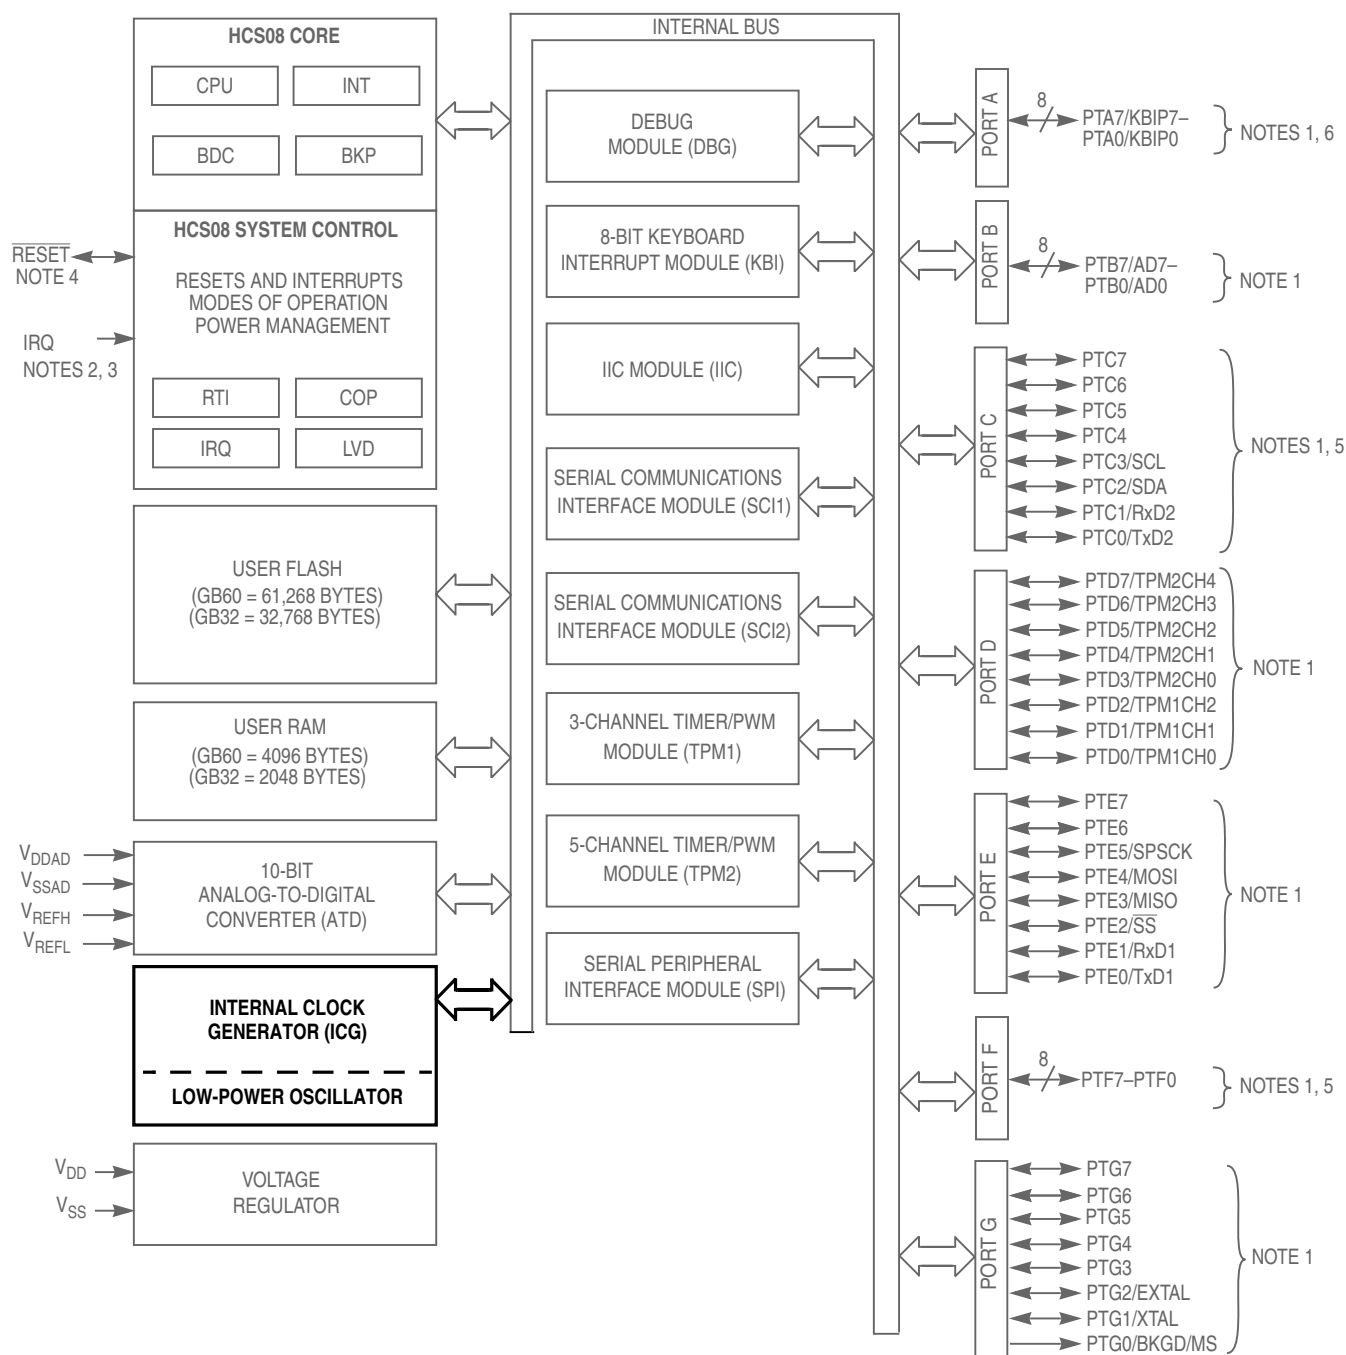 INTERNAL BUS
HCS08 CORE
CPU
INT
BDC
BKP
HCS08 SYSTEM CONTROL
RESETS AND INTERRUPTS
MODES OF OPERATION
POWER MANAGEMENT
RTI
COP
IRQ
LVD
RESET
NOTE 4
IRQ
NOTES 2, 3
USER FLASH
(GB60 = 61,268 BYTES)
(GB32 = 32,768 BYTES)
USER RAM
(GB60 = 4096 BYTES)
(GB32 = 2048 BYTES)
VDDAD
VSSAD
VREFH
VREFL
10-BIT
ANALOG-TO-DIGITAL
CONVERTER (ATD)
INTERNAL CLOCK
GENERATOR (ICG)
LOW-POWER OSCILLATOR
VDD
VSS
VOLTAGE
REGULATOR
DEBUG
MODULE (DBG)
8-BIT KEYBOARD
INTERRUPT MODULE (KBI)
IIC MODULE (IIC)
SERIAL COMMUNICATIONS
INTERFACE MODULE (SCI1)
SERIAL COMMUNICATIONS
INTERFACE MODULE (SCI2)
3-CHANNEL TIMER/PWM
MODULE (TPM1)
5-CHANNEL TIMER/PWM
MODULE (TPM2)
SERIAL PERIPHERAL
INTERFACE MODULE (SPI)
PORT A
8
PTA7/KBIP7–
PTA0/KBIP0
NOTES 1, 6
PORT B
8
PTB7/AD7–
PTB0/AD0
NOTE 1
PORT C
PTC7
PTC6
PTC5
PTC4
PTC3/SCL
PTC2/SDA
PTC1/RxD2
PTC0/TxD2
NOTES 1, 5
PORT D
PTD7/TPM2CH4
PTD6/TPM2CH3
PTD5/TPM2CH2
PTD4/TPM2CH1
PTD3/TPM2CH0
PTD2/TPM1CH2
PTD1/TPM1CH1
PTD0/TPM1CH0
NOTE 1
PORT E
PTE7
PTE6
PTE5/SPSCK
PTE4/MOSI
PTE3/MISO
PTE2/SS
PTE1/RxD1
PTE0/TxD1
NOTE 1
PORT F
8
PTF7–PTF0
NOTES 1, 5
PORT G
PTG7
PTG6
PTG5
PTG4
PTG3
PTG2/EXTAL
PTG1/XTAL
PTG0/BKGD/MS
NOTE 1